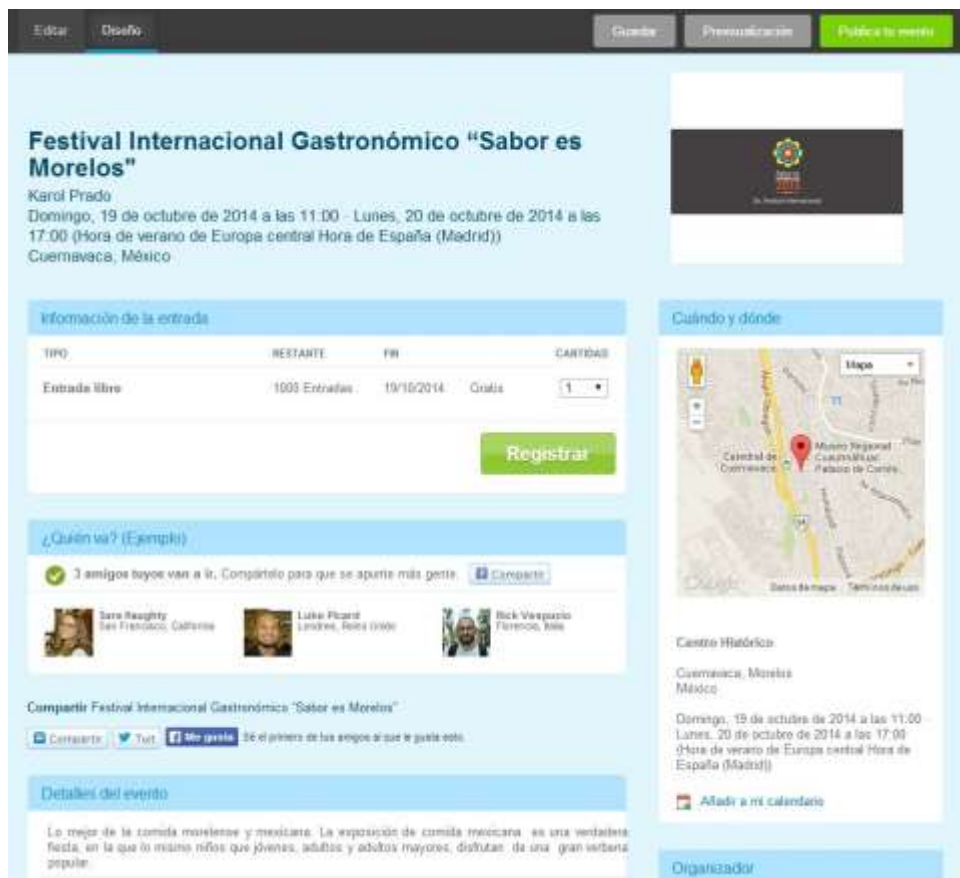 Editar Diseño Guardar Previsualización Publica tu evento
Festival Internacional Gastronómico “Sabor es
Morelos"
Karol Prado
Domingo, 19 de octubre de 2014 a las 11:00 - Lunes, 20 de octubre de 2014 a las
17:00 (Hora de verano de Europa central Hora de España (Madrid))
Cuernavaca, México
Información de la entrada
TIPO RESTANTE FIN CANTIDAD
Entrada libre 1000 Entradas 19/10/2014 Gratis 1
Registrar
¿Quién va? (Ejemplo)
3 amigos tuyos van a ir. Compártelo para que se apunte más gente. Compartir
Sara Naughty
San Francisco, California
Luke Picard
Londres, Reino Unido
Rick Vespucio
Florencia, Italia
Compartir Festival Internacional Gastronómico "Sabor es Morelos"
Compartir Tuit Me gusta Sé el primero de tus amigos al que le gusta esto.
Detalles del evento
Lo mejor de la comida morelense y mexicana. La exposición de comida mexicana es una verdadera
fiesta, en la que lo mismo niños que jóvenes, adultos y adultos mayores, disfrutan de una gran verbena
popular.
Cuándo y dónde
Mapa
Catedral de
Cuernavaca
Museo Regional
Cuauhnáhuac
Palacio de Cortés
Google
Datos de mapa Términos de uso
Centro Histórico
Cuernavaca, Morelos
México
Domingo, 19 de octubre de 2014 a las 11:00 -
Lunes, 20 de octubre de 2014 a las 17:00
(Hora de verano de Europa central Hora de
España (Madrid))
Añadir a mi calendario
Organizador